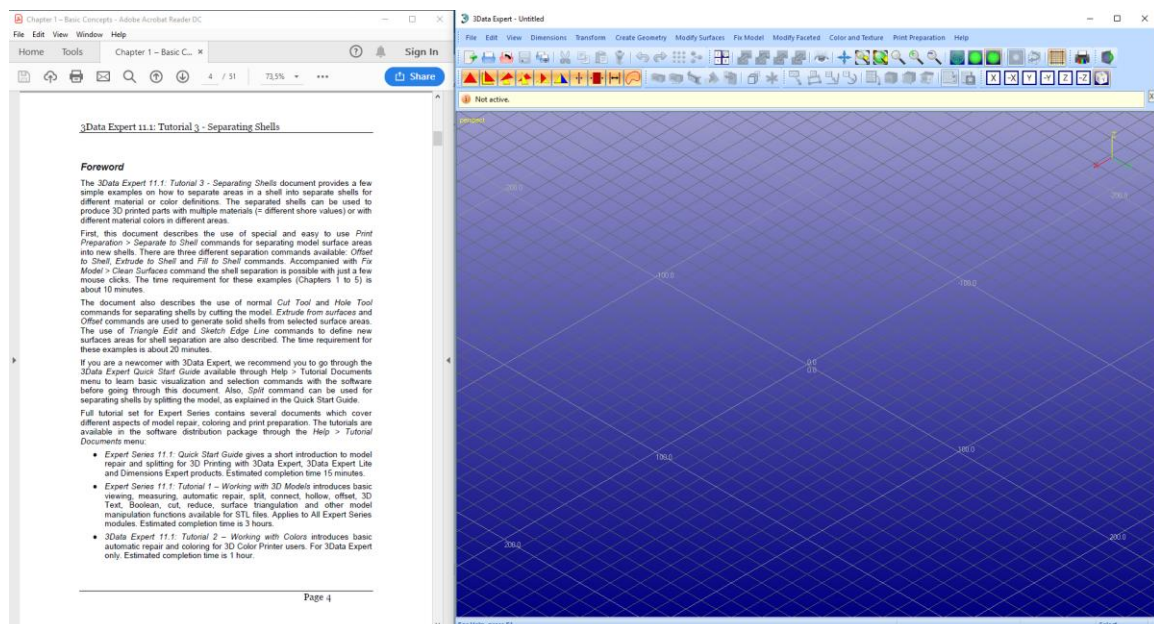 Chapter 1 – Basic Concepts - Adobe Acrobat Reader DC
File Edit View Window Help
Home Tools Chapter 1 – Basic C... × Sign In
4 / 51 73,5% Share
3Data Expert 11.1: Tutorial 3 - Separating Shells
Foreword
The 3Data Expert 11.1: Tutorial 3 - Separating Shells document provides a few
simple examples on how to separate areas in a shell into separate shells for
different material or color definitions. The separated shells can be used to
produce 3D printed parts with multiple materials (= different shore values) or with
different material colors in different areas.
First, this document describes the use of special and easy to use Print
Preparation > Separate to Shell commands for separating model surface areas
into new shells. There are three different separation commands available: Offset
to Shell, Extrude to Shell and Fill to Shell commands. Accompanied with Fix
Model > Clean Surfaces command the shell separation is possible with just a few
mouse clicks. The time requirement for these examples (Chapters 1 to 5) is
about 10 minutes.
The document also describes the use of normal Cut Tool and Hole Tool
commands for separating shells by cutting the model. Extrude from surfaces and
Offset commands are used to generate solid shells from selected surface areas.
The use of Triangle Edit and Sketch Edge Line commands to define new
surfaces areas for shell separation are also described. The time requirement for
these examples is about 20 minutes.
If you are a newcomer with 3Data Expert, we recommend you to go through the
3Data Expert Quick Start Guide available through Help > Tutorial Documents
menu to learn basic visualization and selection commands with the software
before going through this document. Also, Split command can be used for
separating shells by splitting the model, as explained in the Quick Start Guide.
Full tutorial set for Expert Series contains several documents which cover
different aspects of model repair, coloring and print preparation. The tutorials are
available in the software distribution package through the Help > Tutorial
Documents menu:
● Expert Series 11.1: Quick Start Guide gives a short introduction to model
repair and splitting for 3D Printing with 3Data Expert, 3Data Expert Lite
and Dimensions Expert products. Estimated completion time 15 minutes.
● Expert Series 11.1: Tutorial 1 – Working with 3D Models introduces basic
viewing, measuring, automatic repair, split, connect, hollow, offset, 3D
Text, Boolean, cut, reduce, surface triangulation and other model
manipulation functions available for STL files. Applies to All Expert Series
modules. Estimated completion time is 3 hours.
● 3Data Expert 11.1: Tutorial 2 – Working with Colors introduces basic
automatic repair and coloring for 3D Color Printer users. For 3Data Expert
only. Estimated completion time is 1 hour.
Page 4
3Data Expert - Untitled
File Edit View Dimensions Transform Create Geometry Modify Surfaces Fix Model Modify Faceted Color and Texture Print Preparation Help
X -X Y -Y Z -Z
Not active.
perspect
-200.0 -200.0
-100.0 -100.0
0.0
0.0
100.0 100.0
200.0 200.0